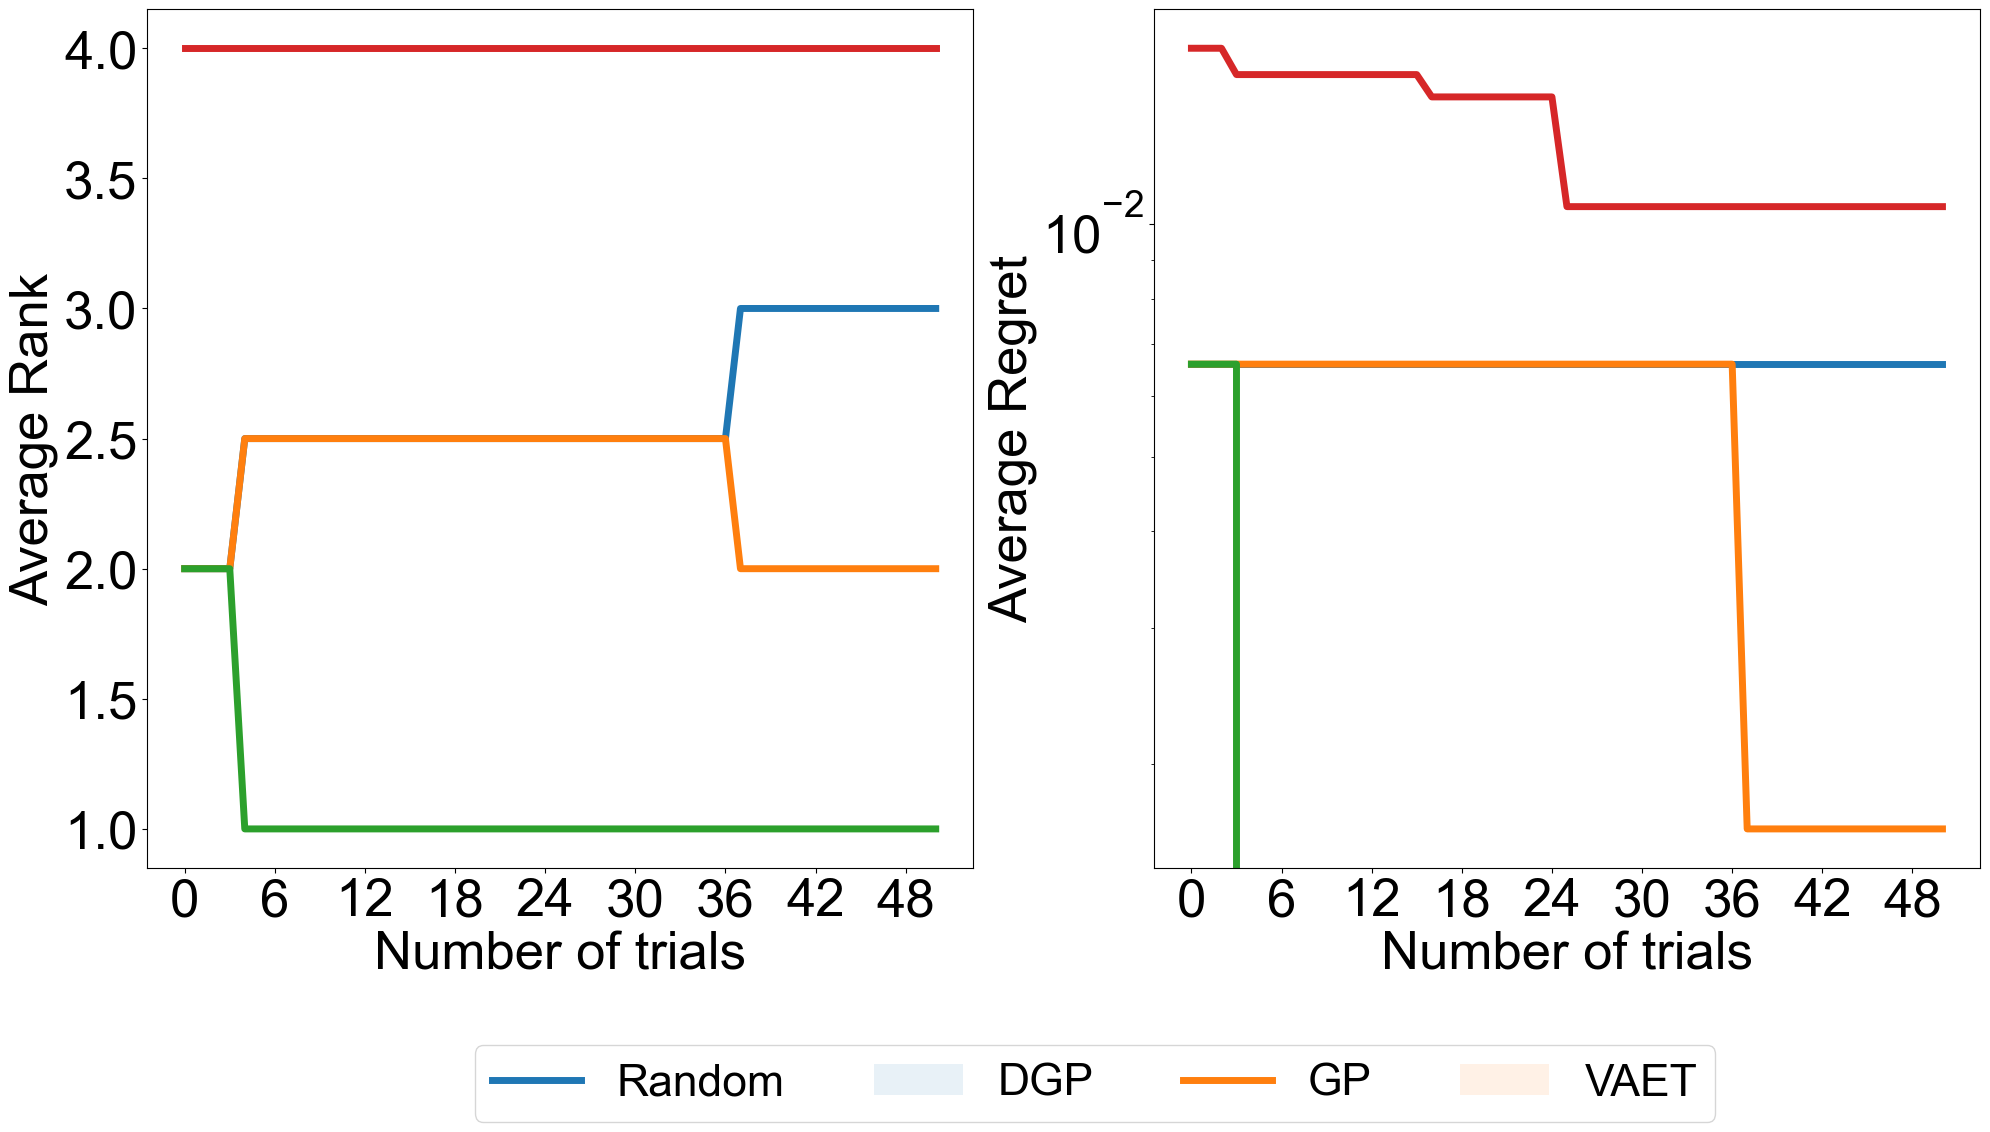 4.0
3.5
3.0
2.5
2.0
1.5
1.0
Average Rank
0 6 12 18 24 30 36 42 48
Number of trials
10⁻²
Average Regret
0 6 12 18 24 30 36 42 48
Number of trials
Random DGP GP VAET